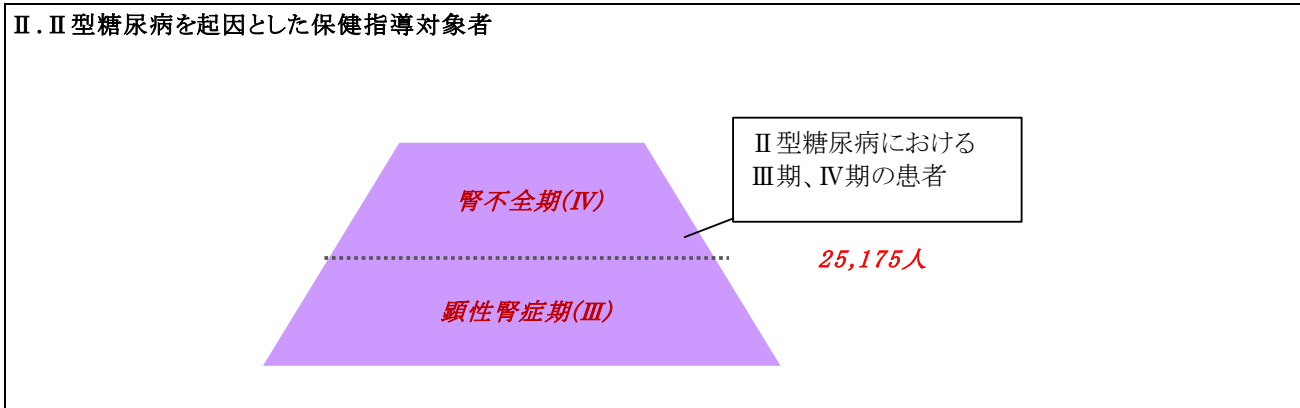 Ⅱ.Ⅱ型糖尿病を起因とした保健指導対象者
Ⅱ型糖尿病における
Ⅲ期、Ⅳ期の患者
腎不全期(Ⅳ)
25,175人
顕性腎症期(Ⅲ)